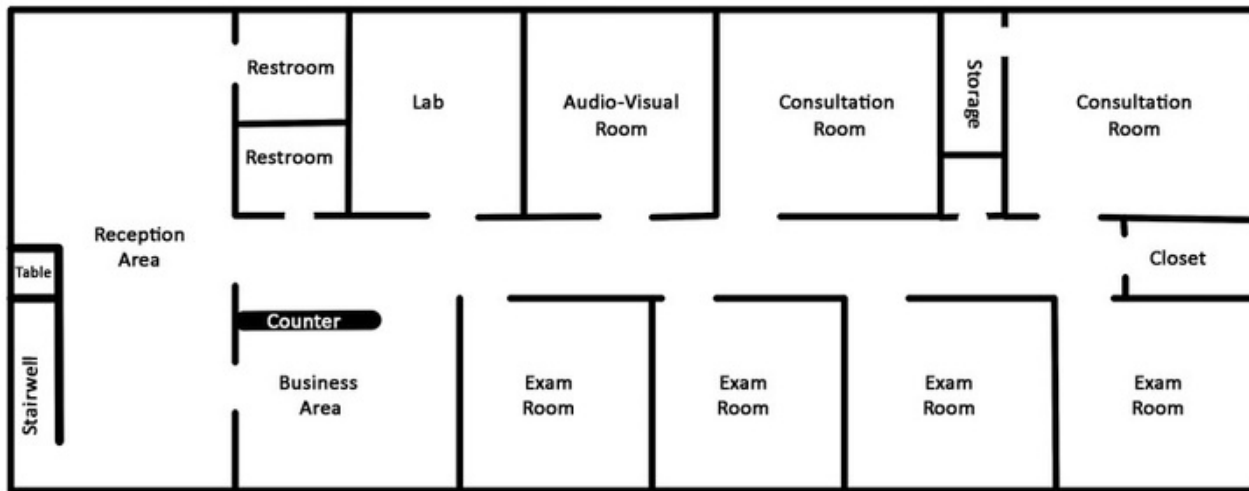 Restroom
Lab
Audio-Visual
Room
Consultation
Room
Storage
Consultation
Room
Restroom
Reception
Area
Table
Closet
Counter
Stairwell
Business
Area
Exam
Room
Exam
Room
Exam
Room
Exam
Room